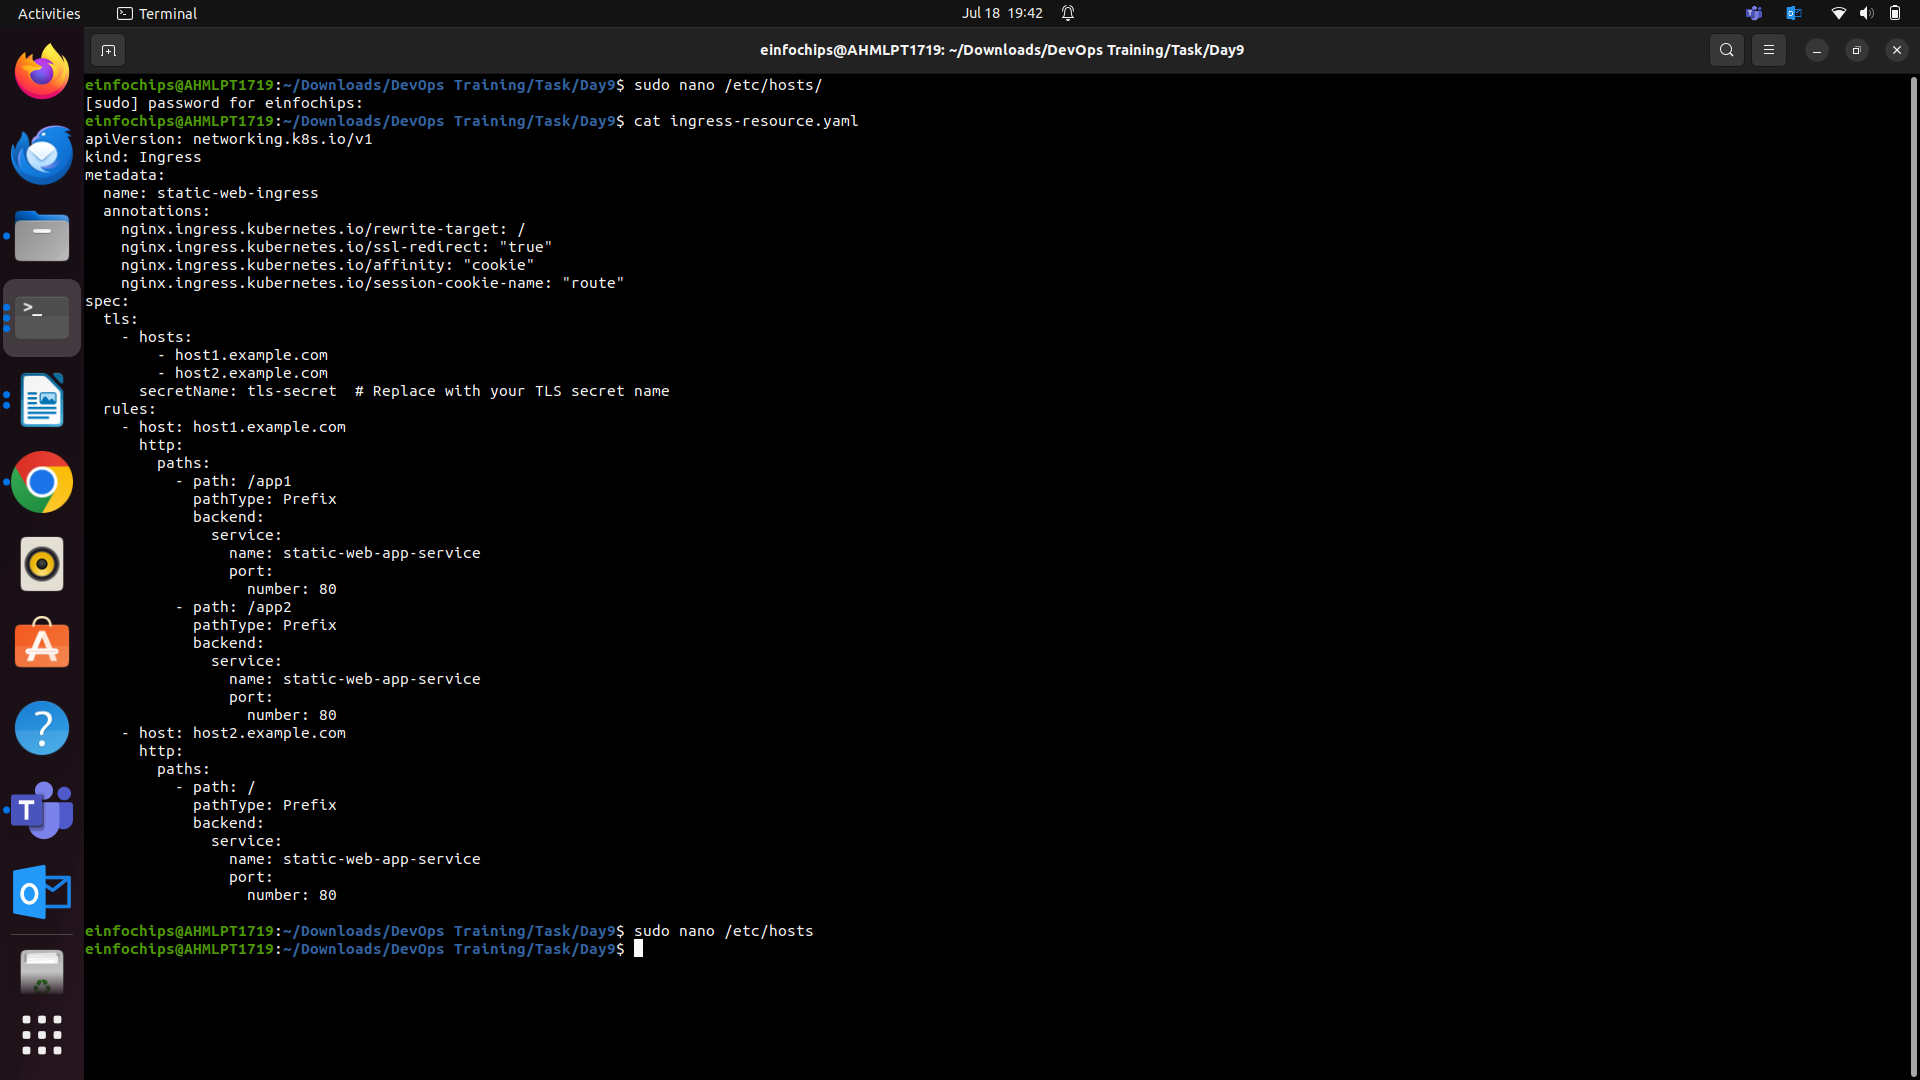 Activities
Terminal
Jul 18 19:42
einfochips@AHMLPT1719: ~/Downloads/DevOps Training/Task/Day9
einfochips@AHMLPT1719:~/Downloads/DevOps Training/Task/Day9$ sudo nano /etc/hosts/
[sudo] password for einfochips:
einfochips@AHMLPT1719:~/Downloads/DevOps Training/Task/Day9$ cat ingress-resource.yaml
apiVersion: networking.k8s.io/v1
kind: Ingress
metadata:
  name: static-web-ingress
  annotations:
    nginx.ingress.kubernetes.io/rewrite-target: /
    nginx.ingress.kubernetes.io/ssl-redirect: "true"
    nginx.ingress.kubernetes.io/affinity: "cookie"
    nginx.ingress.kubernetes.io/session-cookie-name: "route"
spec:
  tls:
    - hosts:
        - host1.example.com
        - host2.example.com
      secretName: tls-secret  # Replace with your TLS secret name
  rules:
    - host: host1.example.com
      http:
        paths:
          - path: /app1
            pathType: Prefix
            backend:
              service:
                name: static-web-app-service
                port:
                  number: 80
          - path: /app2
            pathType: Prefix
            backend:
              service:
                name: static-web-app-service
                port:
                  number: 80
    - host: host2.example.com
      http:
        paths:
          - path: /
            pathType: Prefix
            backend:
              service:
                name: static-web-app-service
                port:
                  number: 80
einfochips@AHMLPT1719:~/Downloads/DevOps Training/Task/Day9$ sudo nano /etc/hosts
einfochips@AHMLPT1719:~/Downloads/DevOps Training/Task/Day9$